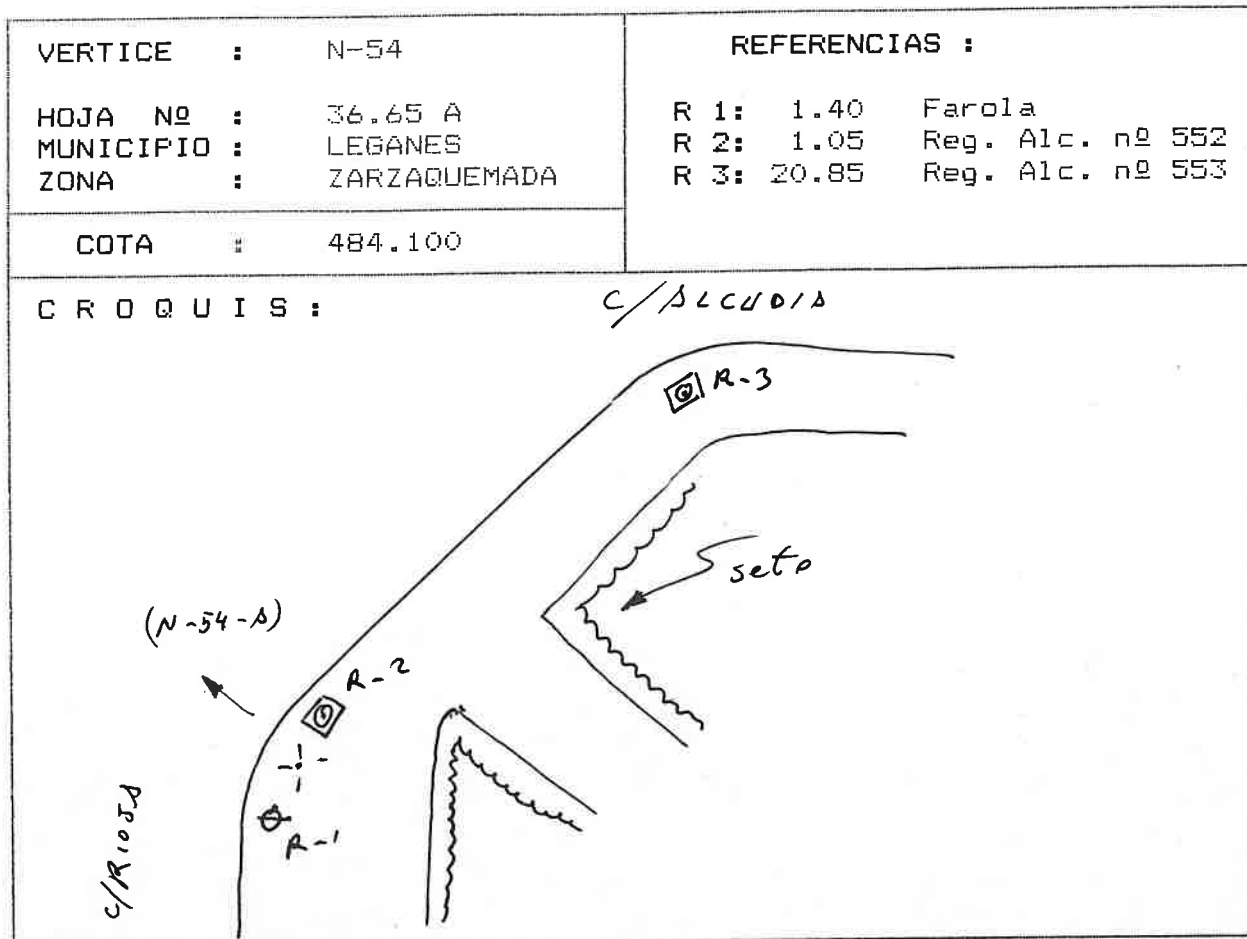 VERTICE : N-54
HOJA Nº : 36.65 A
MUNICIPIO : LEGANES
ZONA : ZARZAQUEMADA
COTA : 484.100
REFERENCIAS :
R 1: 1.40 Farola
R 2: 1.05 Reg. Alc. nº 552
R 3: 20.85 Reg. Alc. nº 553
CROQUIS:
C/ALCUDIA
R-3
seto
(N-54-A)
R-2
R-1
C/RIOJA